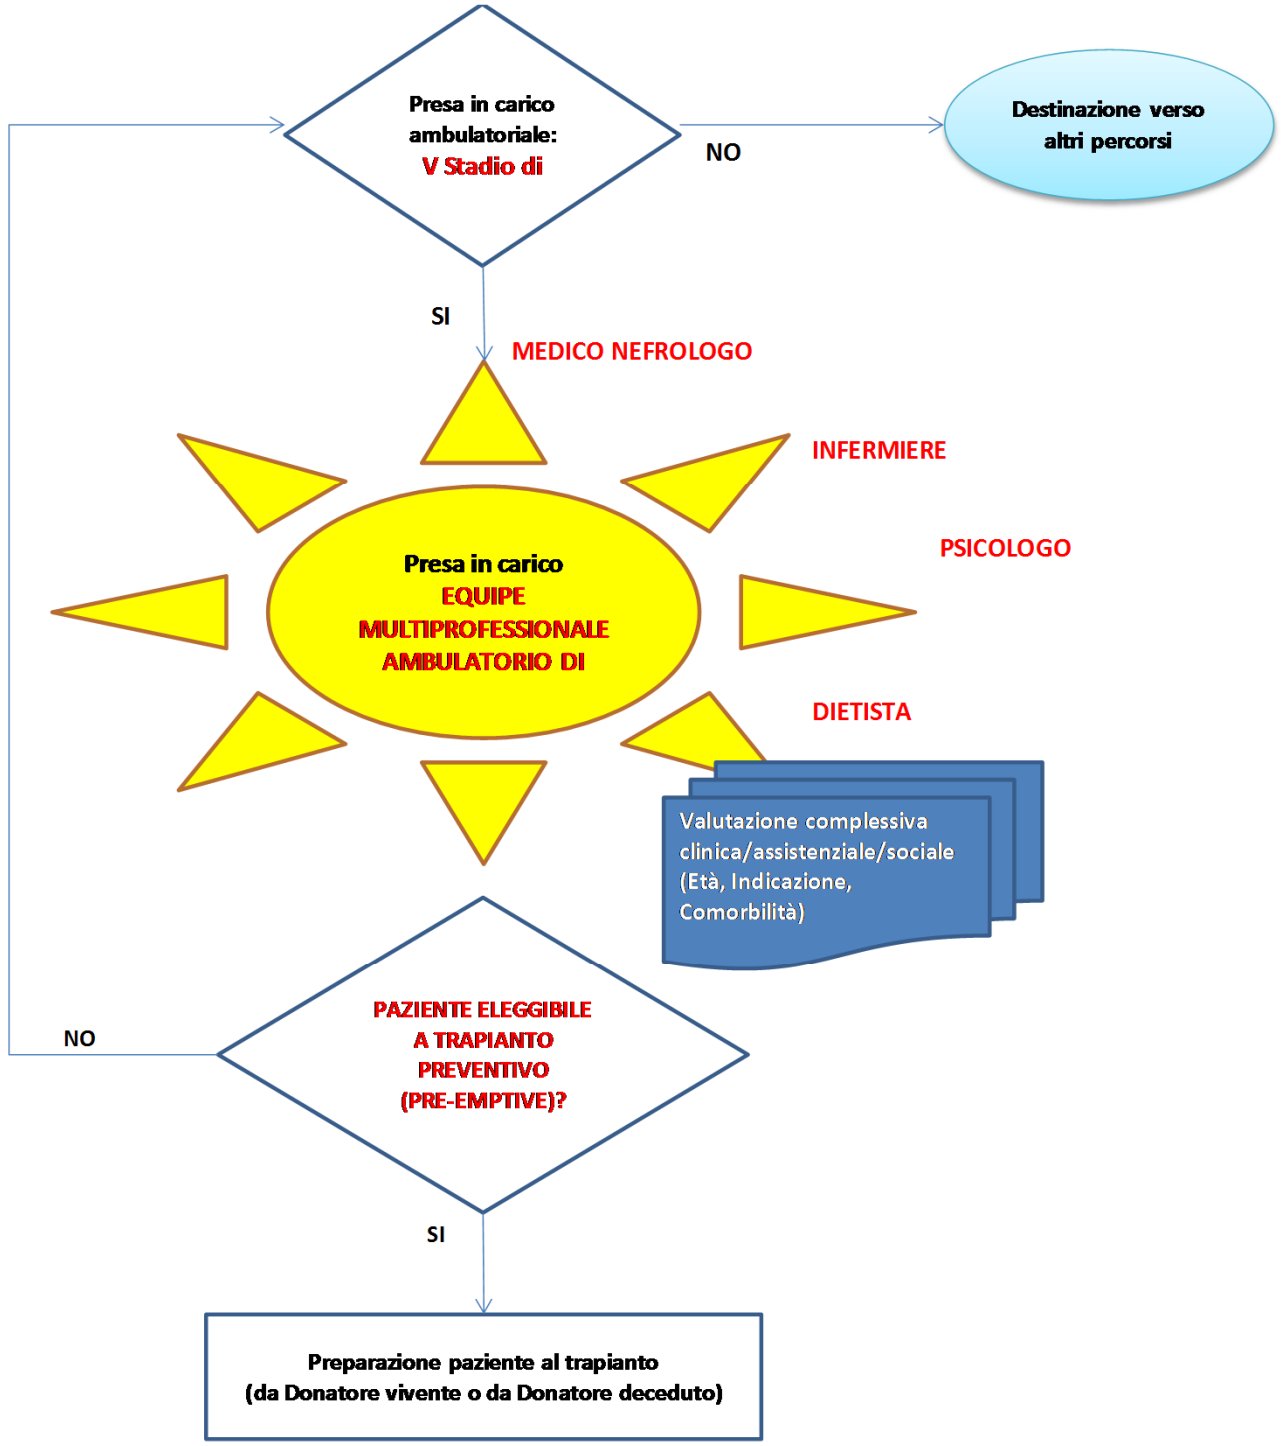 Presa in carico
ambulatoriale:
V Stadio di
NO
Destinazione verso
altri percorsi
SI
MEDICO NEFROLOGO
INFERMIERE
PSICOLOGO
Presa in carico
EQUIPE
MULTIPROFESSIONALE
AMBULATORIO DI
DIETISTA
Valutazione complessiva
clinica/assistenziale/sociale
(Età, Indicazione,
Comorbilità)
PAZIENTE ELEGGIBILE
A TRAPIANTO
PREVENTIVO
(PRE-EMPTIVE)?
NO
SI
Preparazione paziente al trapianto
(da Donatore vivente o da Donatore deceduto)